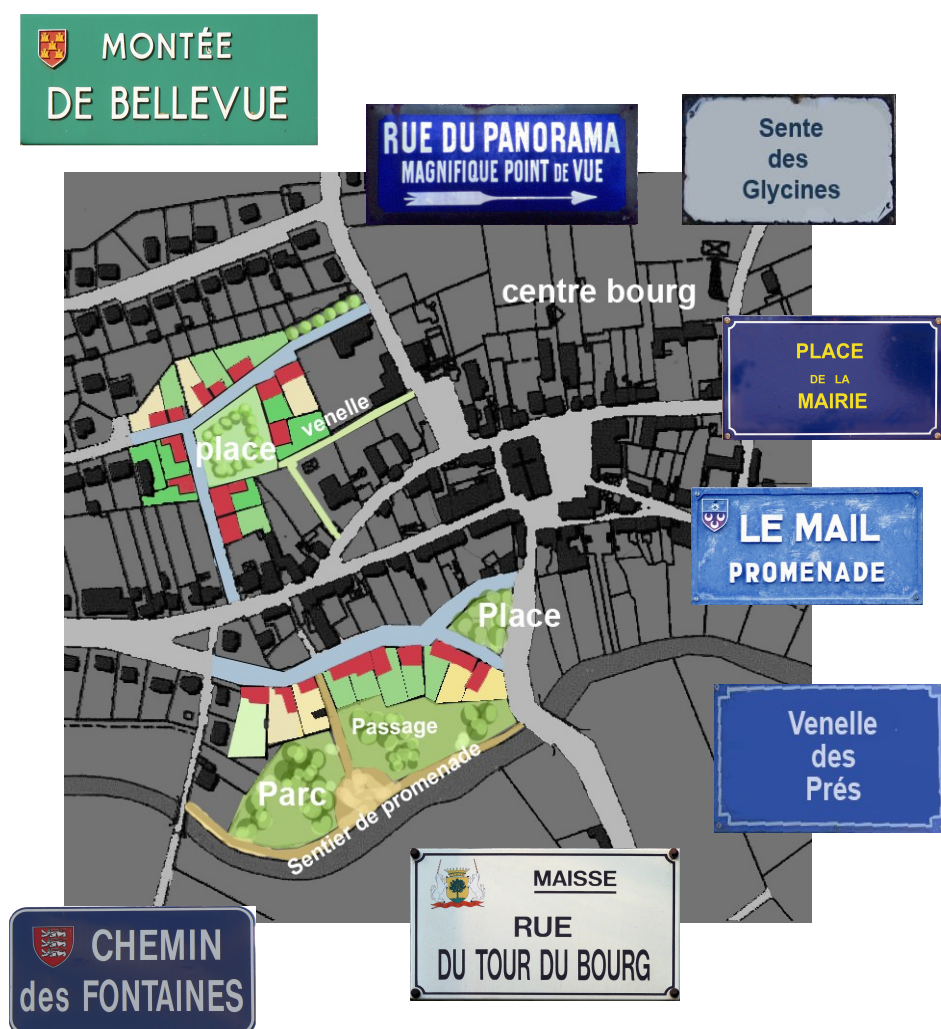 MONTÉE
DE BELLEVUE
RUE DU PANORAMA
MAGNIFIQUE POINT DE VUE
Sente
des
Glycines
centre bourg
PLACE
DE LA
MAIRIE
venelle
place
LE MAIL
PROMENADE
Place
Passage
Venelle
des
Prés
Parc
Sentier de promenade
MAISSE
RUE
DU TOUR DU BOURG
CHEMIN
des FONTAINES